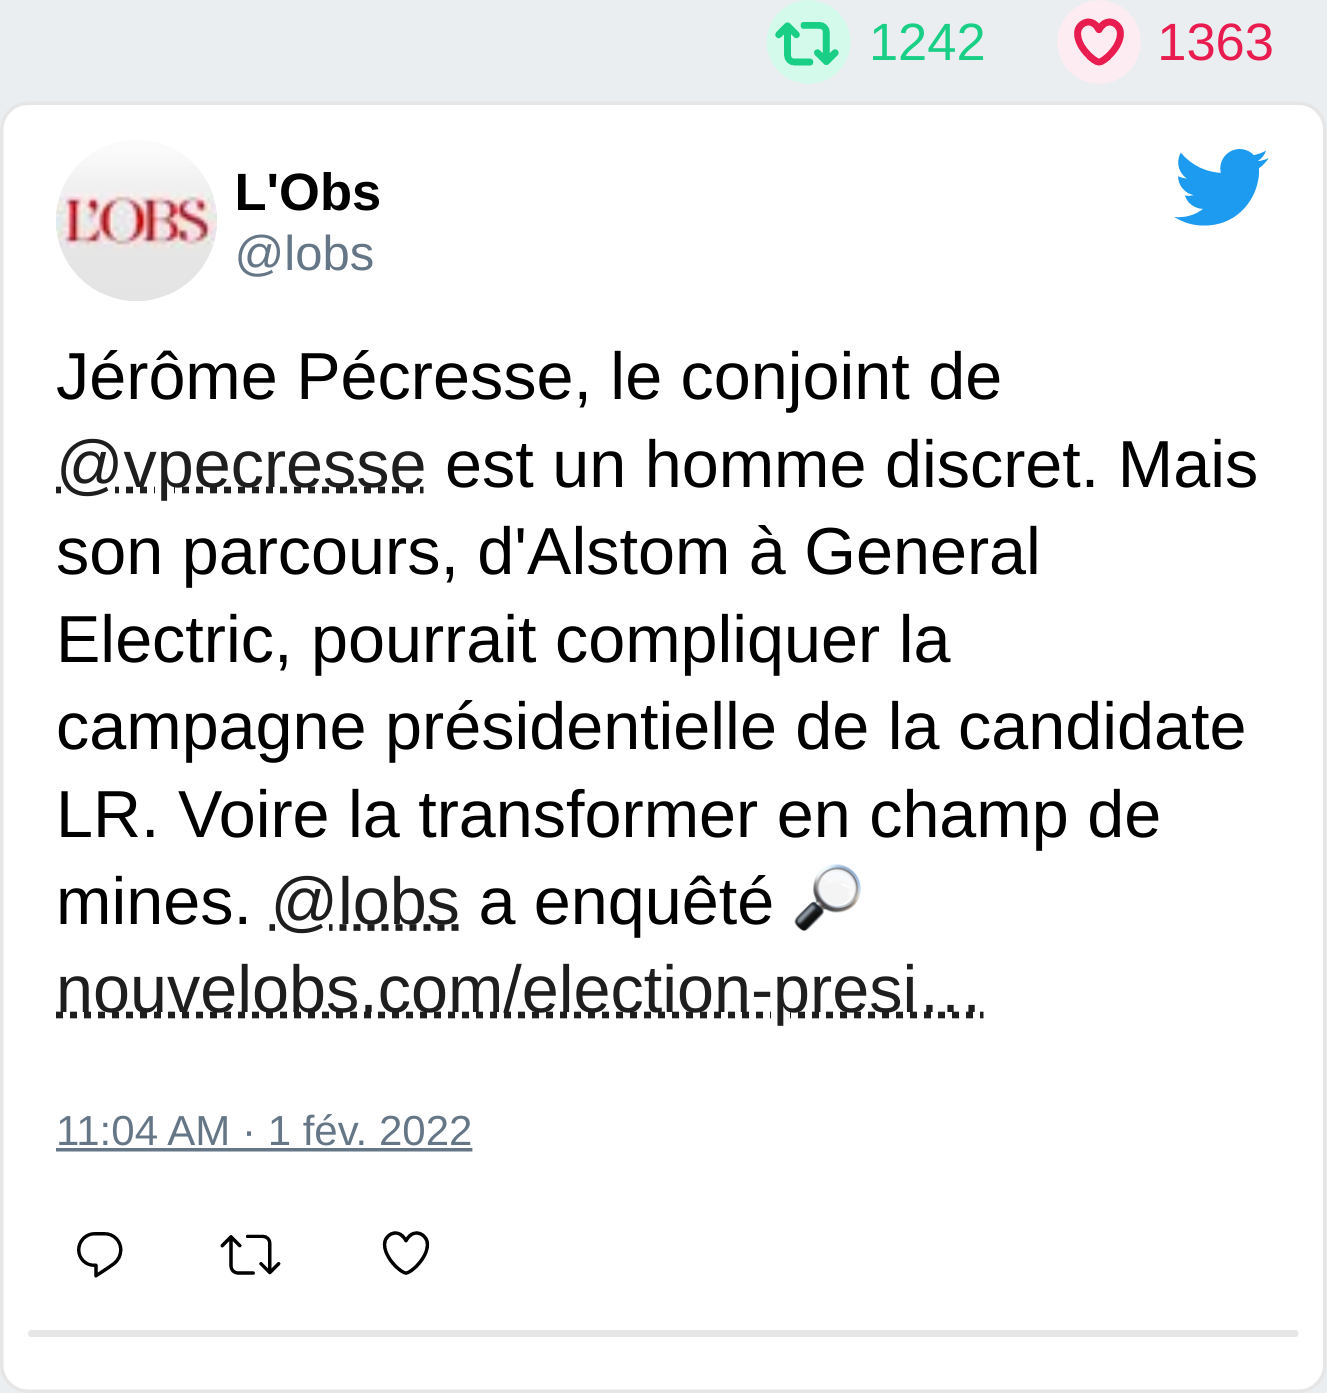 1242 1363
L'OBS
L'Obs
@lobs
Jérôme Pécresse, le conjoint de
@vpecresse est un homme discret. Mais
son parcours, d'Alstom à General
Electric, pourrait compliquer la
campagne présidentielle de la candidate
LR. Voire la transformer en champ de
mines. @lobs a enquêté 🔎
nouvelobs.com/election-presi…
11:04 AM · 1 fév. 2022